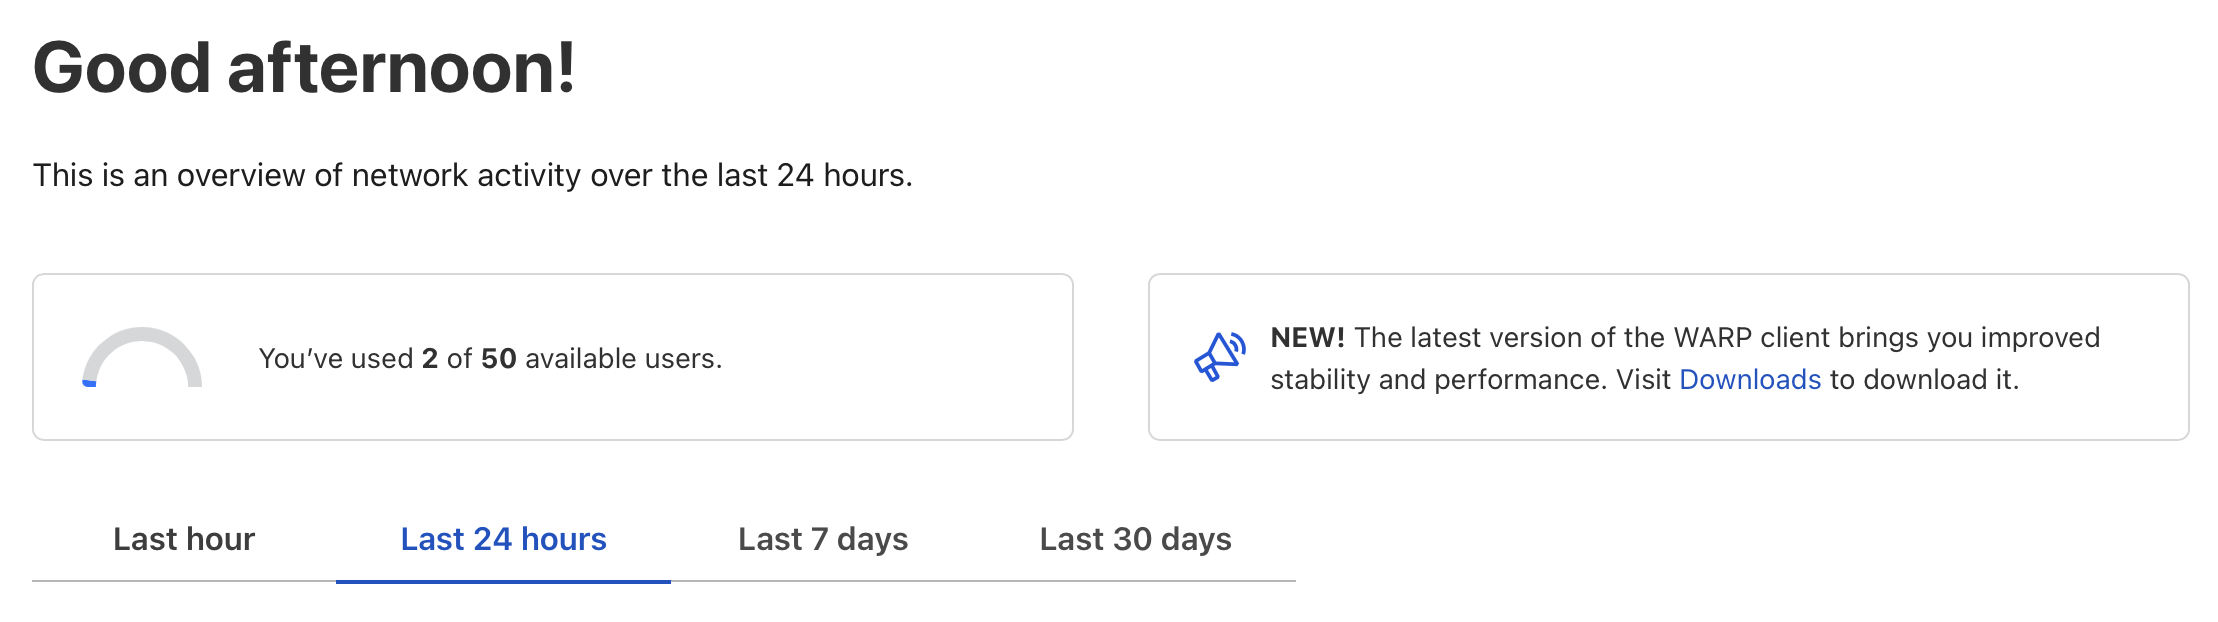 Good afternoon!
This is an overview of network activity over the last 24 hours.
You’ve used 2 of 50 available users.
NEW! The latest version of the WARP client brings you improved
stability and performance. Visit Downloads to download it.
Last hour
Last 24 hours
Last 7 days
Last 30 days